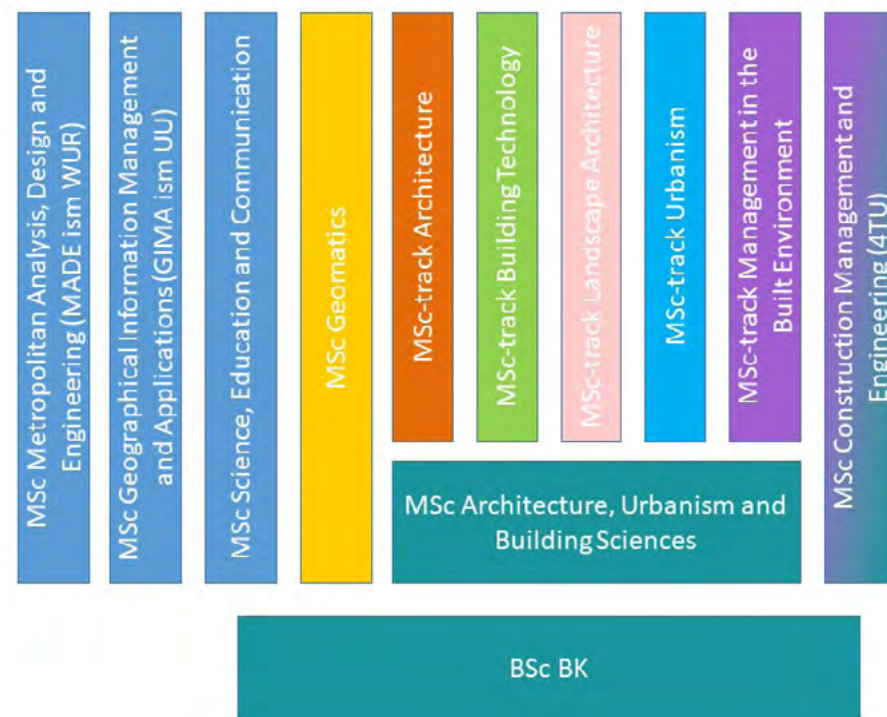 MSc Metropolitan Analysis, Design and
Engineering (MADE ism WUR)
MSc Geographical Information Management
and Applications (GIMA ism UU)
MSc Science, Education and Communication
MSc Geomatics
MSc-track Architecture
MSc-track Building Technology
MSc-track Landscape Architecture
MSc-track Urbanism
MSc-track Management in the
Built Environment
MSc Construction Management and
Engineering (4TU)
MSc Architecture, Urbanism and
Building Sciences
BSc BK